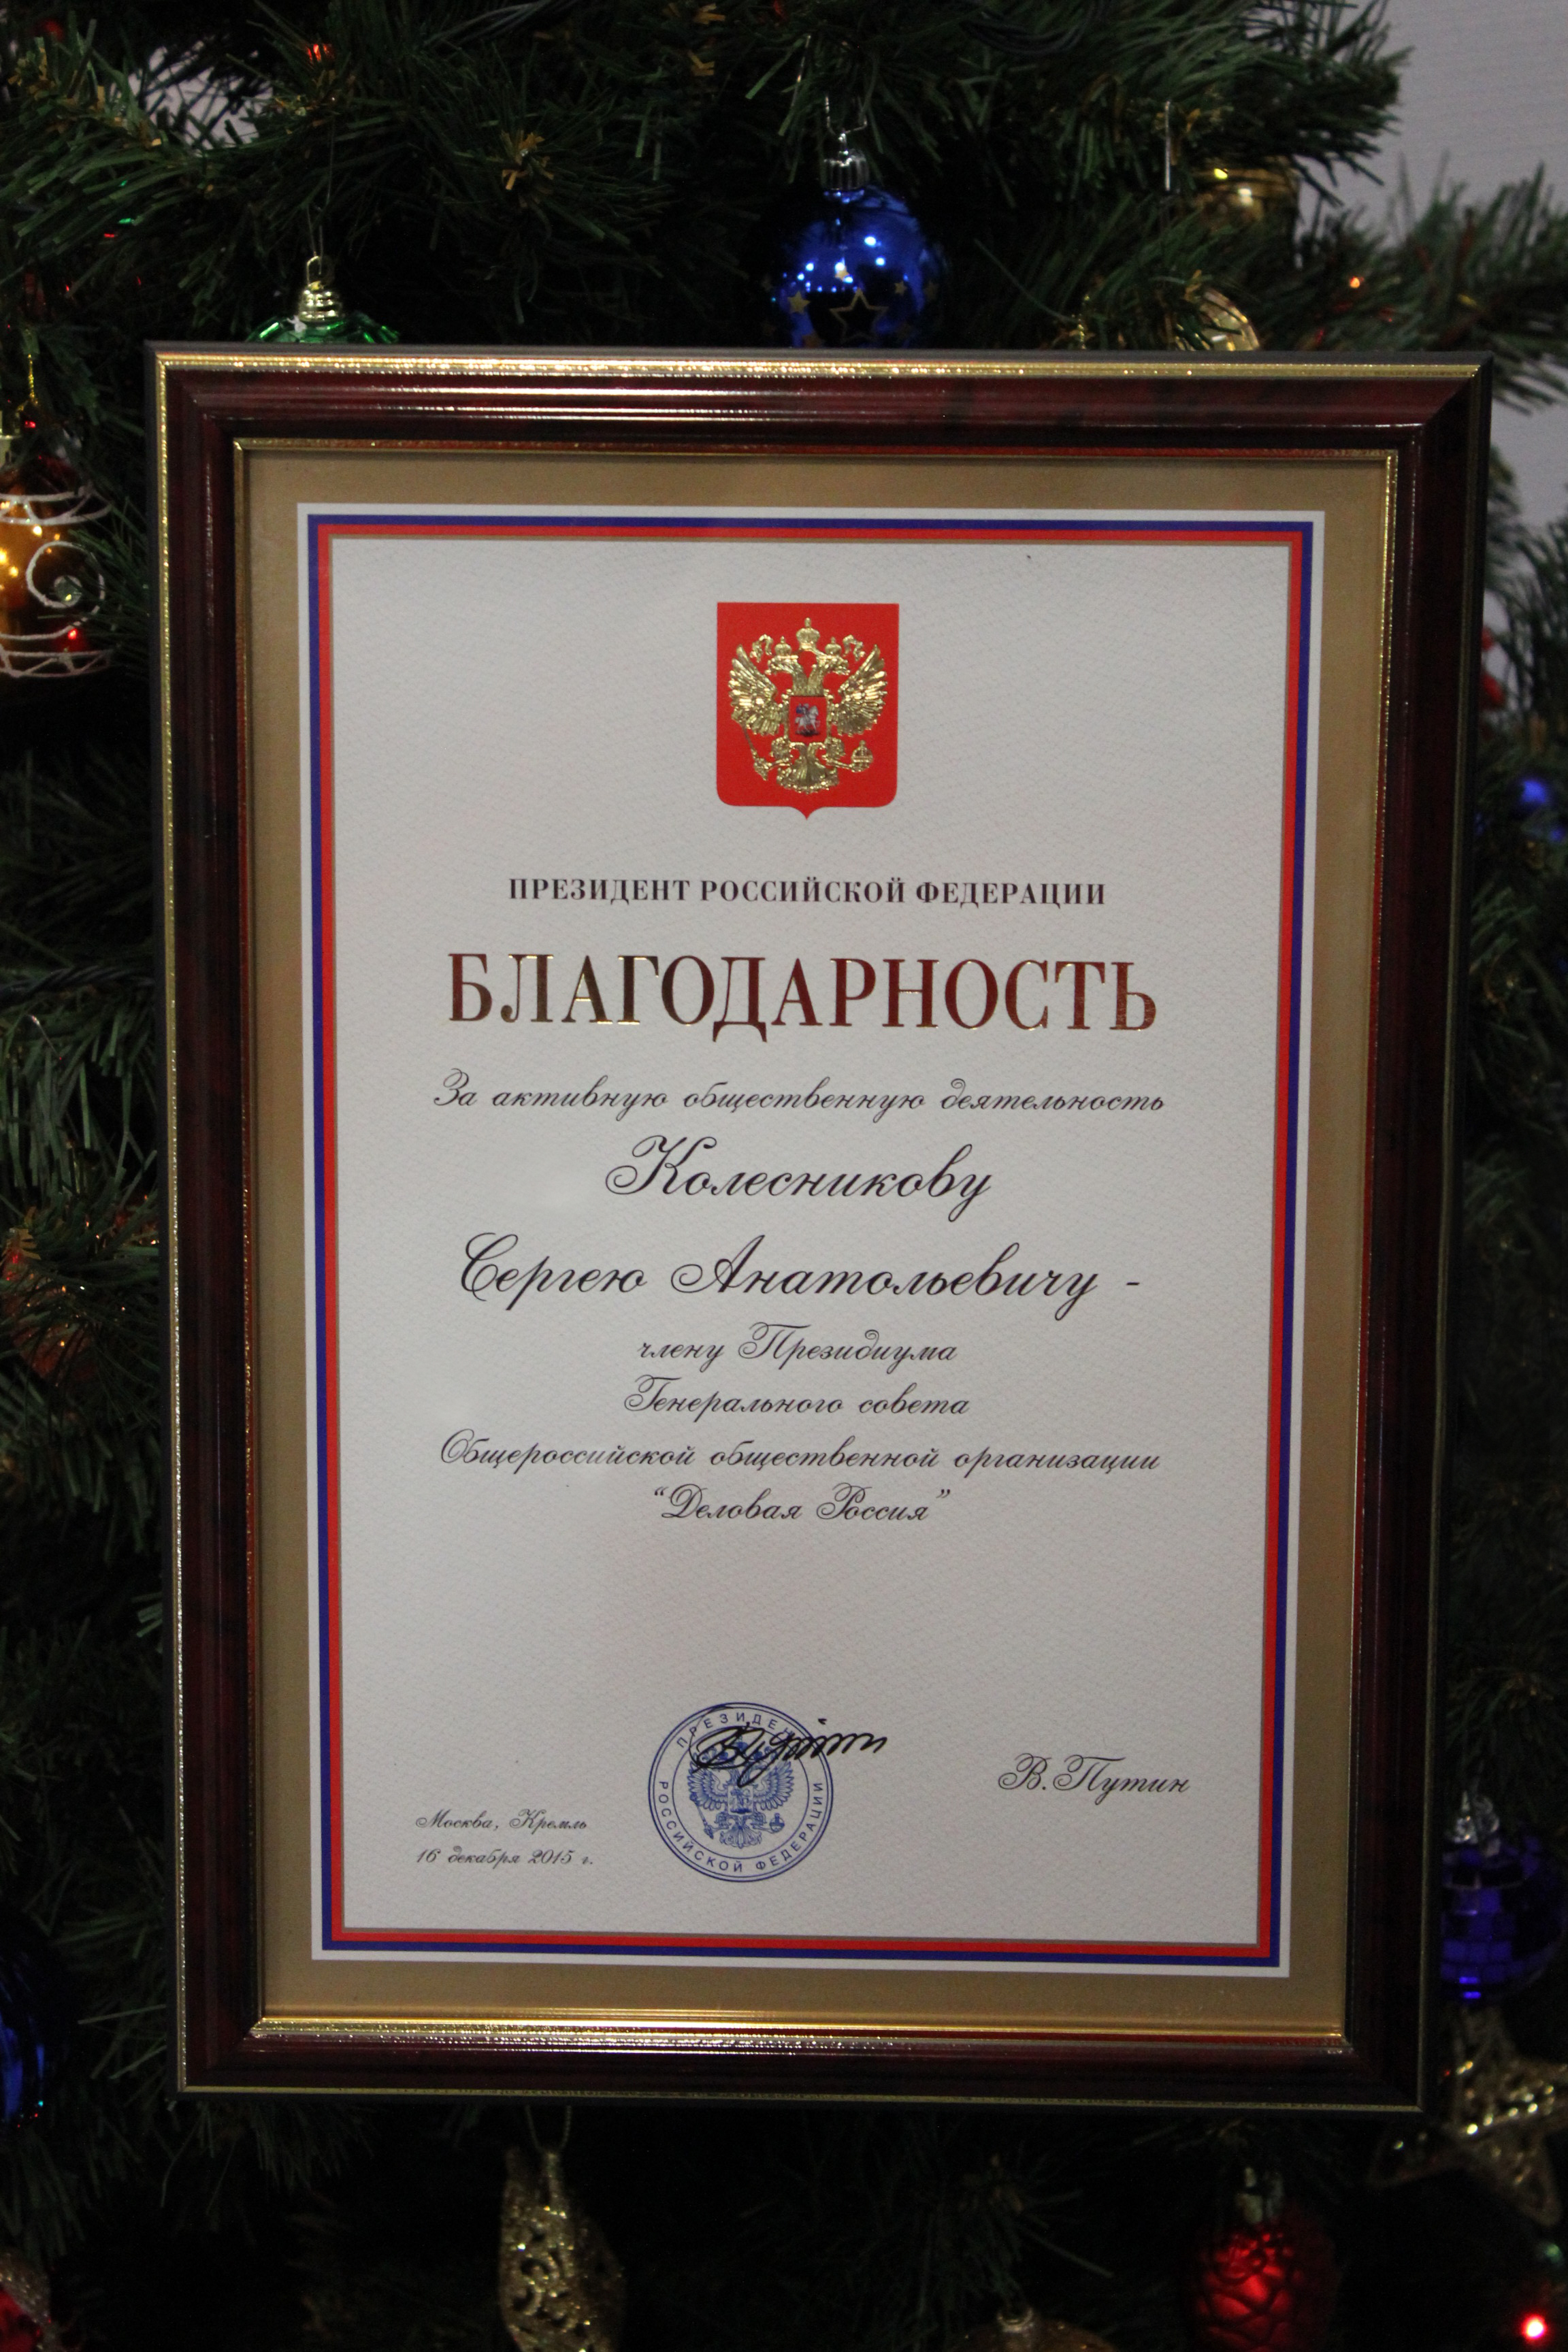 ПРЕЗИДЕНТ РОССИЙСКОЙ ФЕДЕРАЦИИ
БЛАГОДАРНОСТЬ
За активную общественную деятельность
Колесникову
Сергею Анатольевичу -
члену Президиума
Генерального совета
Общероссийской общественной организации
“Деловая Россия”
В.Путин
Москва, Кремль
16 декабря 2015 г.
ПРЕЗИДЕНТ
РОССИЙСКОЙ ФЕДЕРАЦИИ